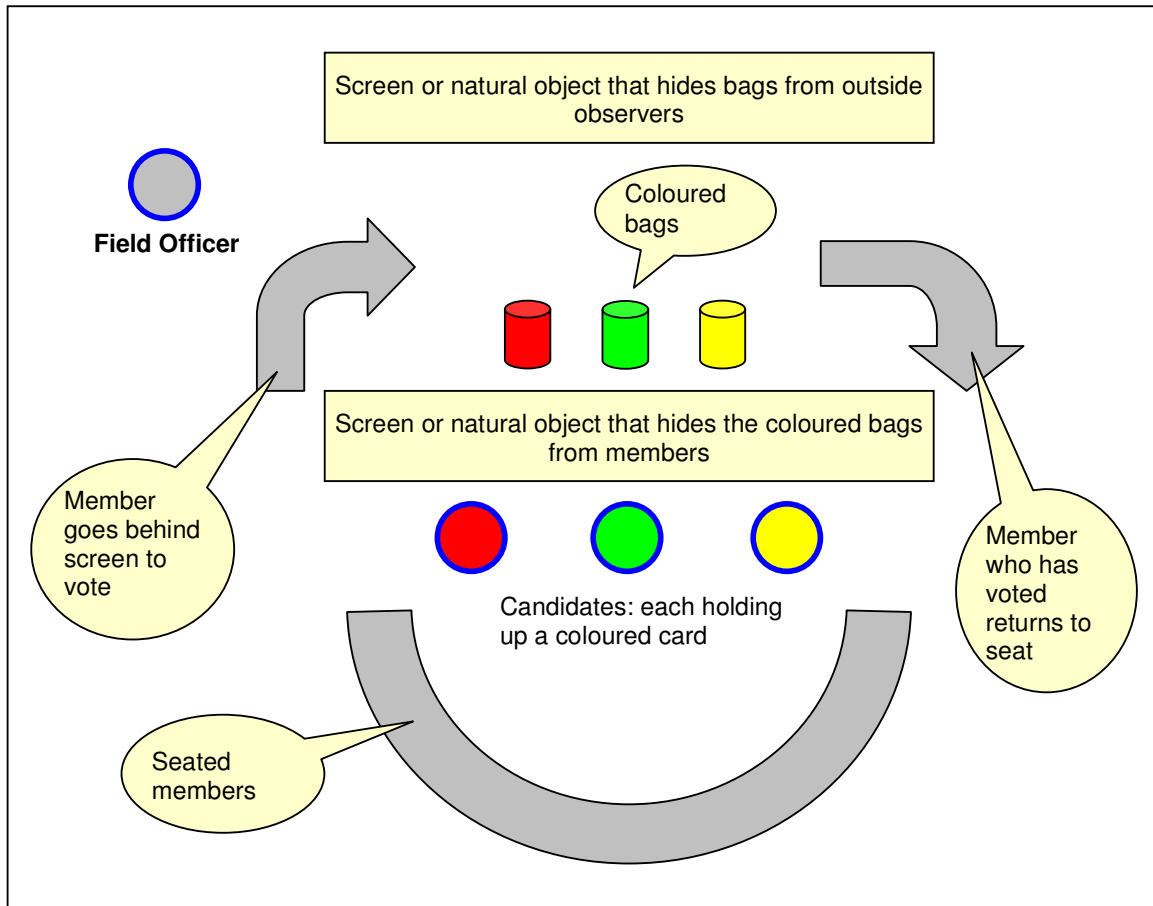 Screen or natural object that hides bags from outside
observers
Coloured
bags
Field Officer
Screen or natural object that hides the coloured bags
from members
Member
goes behind
screen to
vote
Member
who has
voted
returns to
seat
Candidates: each holding
up a coloured card
Seated
members